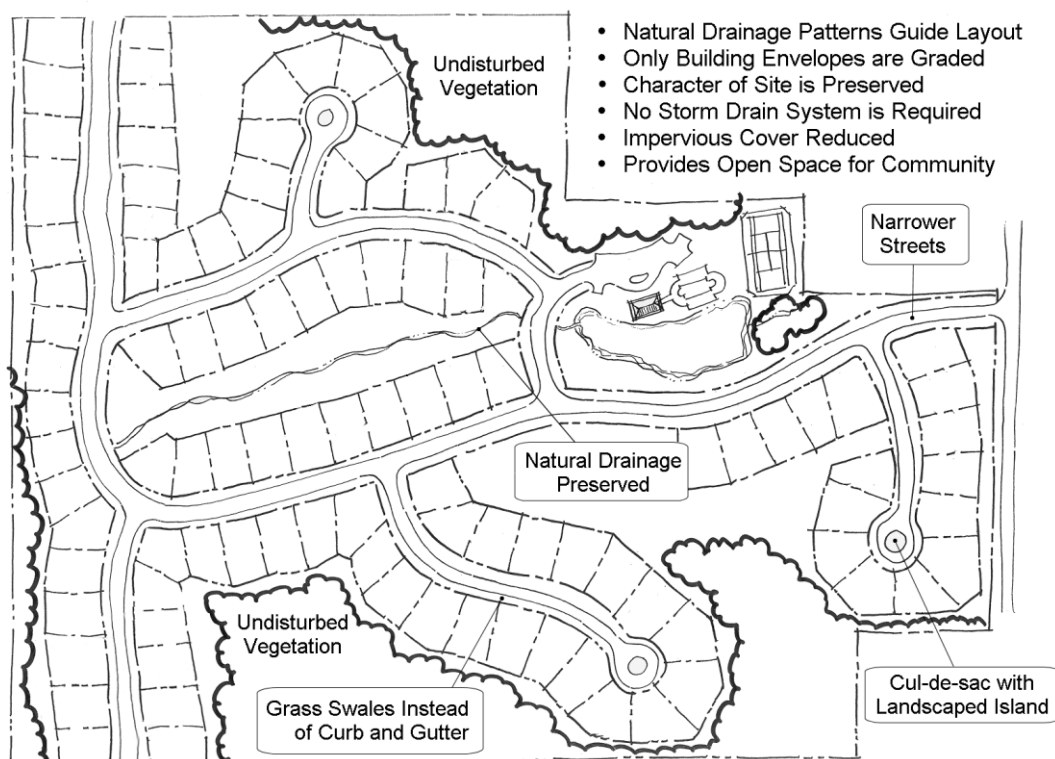 • Natural Drainage Patterns Guide Layout
• Only Building Envelopes are Graded
• Character of Site is Preserved
• No Storm Drain System is Required
• Impervious Cover Reduced
• Provides Open Space for Community
Undisturbed
Vegetation
Narrower
Streets
Natural Drainage
Preserved
Undisturbed
Vegetation
Grass Swales Instead
of Curb and Gutter
Cul-de-sac with
Landscaped Island